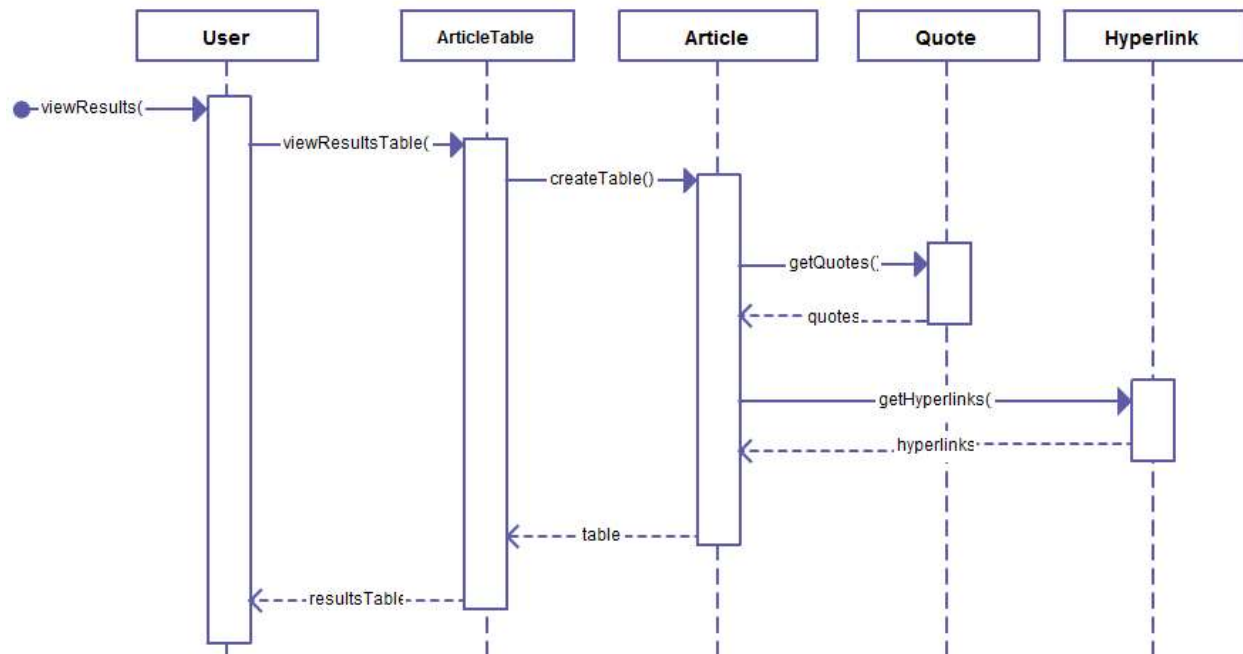 User
ArticleTable
Article
Quote
Hyperlink
viewResults(
viewResultsTable(
createTable()
getQuotes()
quotes
getHyperlinks(
hyperlinks
table
resultsTable